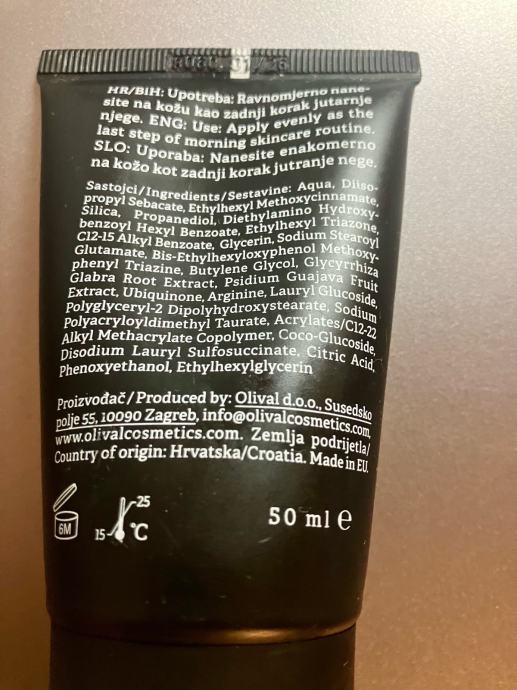 01/26
HR/BIH: Upotreba: Ravnomjerno nane-
site na kožu kao zadnji korak jutarnje
njege. ENG: Use: Apply evenly as the
last step of morning skincare routine.
SLO: Uporaba: Nanesite enakomerno
na kožo kot zadnji korak jutranje nege.
Sastojci/Ingredients/Sestavine: Aqua, Diiso-
propyl Sebacate, Ethylhexyl Methoxycinnamate,
Silica, Propanediol, Diethylamino Hydroxy-
benzoyl Hexyl Benzoate, Ethylhexyl Triazone,
C12-15 Alkyl Benzoate, Glycerin, Sodium Stearoyl
Glutamate, Bis-Ethylhexyloxyphenol Methoxy-
phenyl Triazine, Butylene Glycol, Glycyrrhiza
Glabra Root Extract, Psidium Guajava Fruit
Extract, Ubiquinone, Arginine, Lauryl Glucoside,
Polyglyceryl-2 Dipolyhydroxystearate, Sodium
Polyacryloyldimethyl Taurate, Acrylates/C12-22
Alkyl Methacrylate Copolymer, Coco-Glucoside,
Disodium Lauryl Sulfosuccinate, Citric Acid,
Phenoxyethanol, Ethylhexylglycerin
Proizvođač/Produced by: Olival d.o.o., Susedsko
polje 55, 10090 Zagreb, info@olivalcosmetics.com,
www.olivalcosmetics.com. Zemlja podrijetla/
Country of origin: Hrvatska/Croatia. Made in EU.
6M
15 25 °C
50 ml e